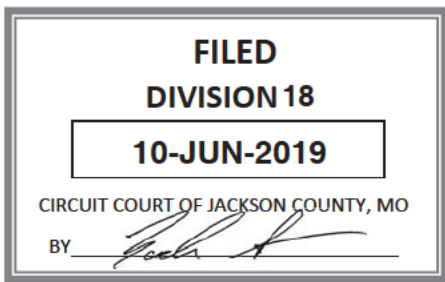 FILED
DIVISION 18
10-JUN-2019
CIRCUIT COURT OF JACKSON COUNTY, MO
BY